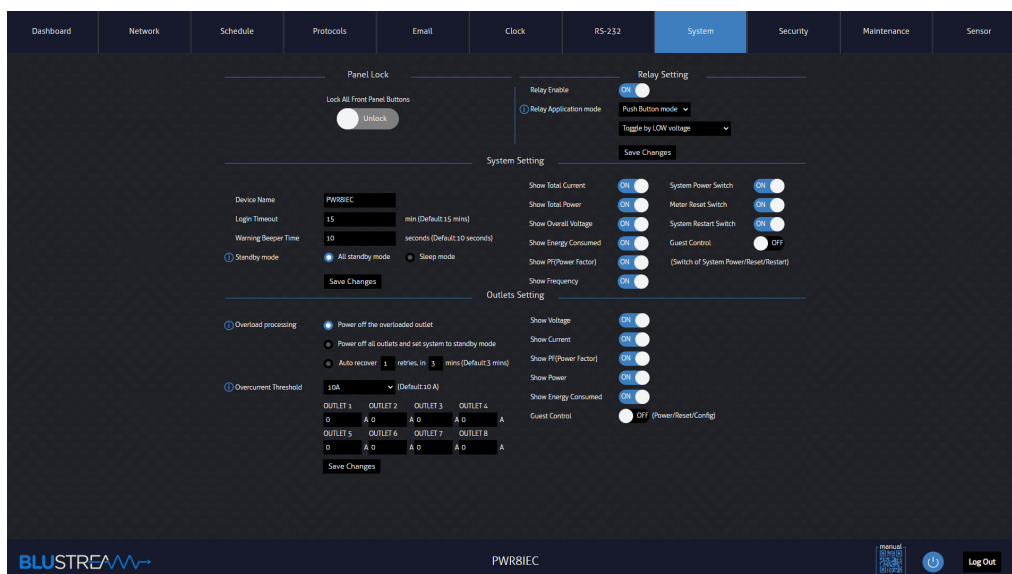 Dashboard Network Schedule Protocols Email Clock RS-232 System Security Maintenance Sensor
Panel Lock
Lock All Front Panel Buttons
Unlock
Relay Setting
Relay Enable ON
Relay Application mode Push Button mode
Toggle by LOW voltage
Save Changes
System Setting
Device Name PWR8IEC
Login Timeout 15 min (Default:15 mins)
Warning Beeper Time 10 seconds (Default:10 seconds)
Standby mode All standby mode Sleep mode
Save Changes
Show Total Current ON System Power Switch ON
Show Total Power ON Meter Reset Switch ON
Show Overall Voltage ON System Restart Switch ON
Show Energy Consumed ON Guest Control OFF
Show PF(Power Factor) ON (Switch of System Power/Reset/Restart)
Show Frequency ON
Outlets Setting
Overload processing Power off the overloaded outlet
Power off all outlets and set system to standby mode
Auto recover 1 retries, in 3 mins (Default:3 mins)
Overcurrent Threshold 10A (Default:10 A)
OUTLET 1 OUTLET 2 OUTLET 3 OUTLET 4
0 A 0 A 0 A 0 A
OUTLET 5 OUTLET 6 OUTLET 7 OUTLET 8
0 A 0 A 0 A 0 A
Save Changes
Show Voltage ON
Show Current ON
Show PF(Power Factor) ON
Show Power ON
Show Energy Consumed ON
Guest Control OFF (Power/Reset/Config)
BLUSTREAM PWR8IEC manual Log Out